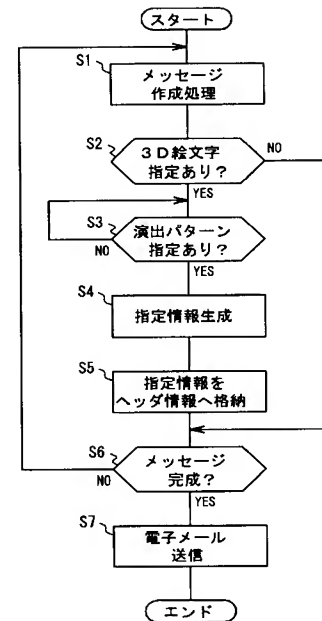 スタート
S1
メッセージ
作成処理
S2
3D絵文字
指定あり?
NO
YES
S3
演出パターン
指定あり?
NO
YES
S4
指定情報生成
S5
指定情報を
ヘッダ情報へ格納
S6
メッセージ
完成?
NO
YES
S7
電子メール
送信
エンド